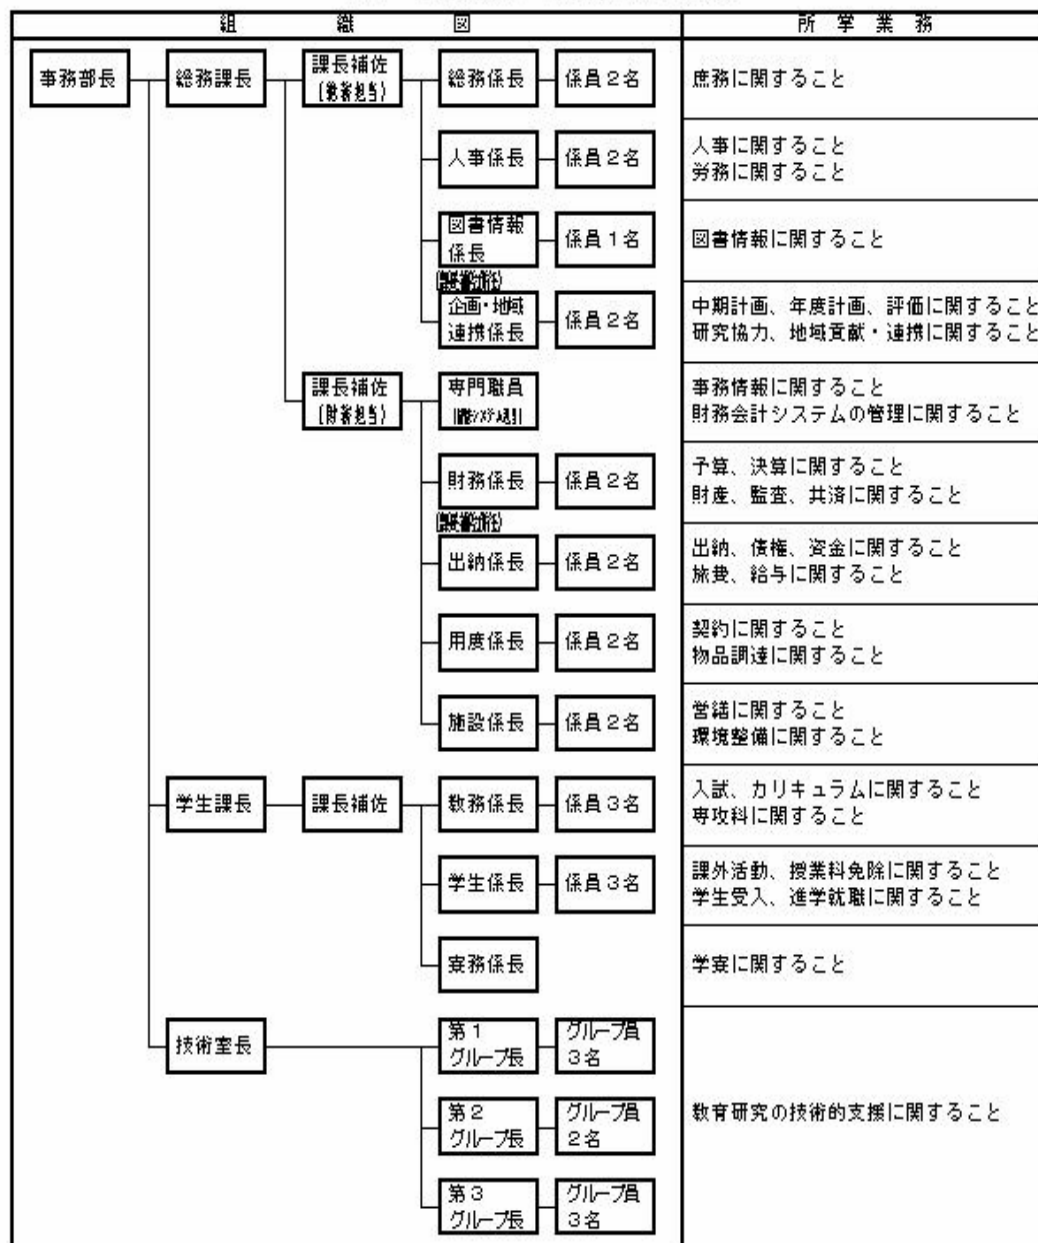 組織図 所学業務
事務部長 総務課長 課長補佐 総務係長 係員2名 庶務に関すること
(総務担当)
人事係長 係員2名 人事に関すること
労務に関すること
図書情報 係員1名 図書情報に関すること
係長
企画・地域 係員2名 中期計画、年度計画、評価に関すること
連携係長 研究協力、地域貢献・連携に関すること
課長補佐 専門職員 事務情報に関すること
(財務担当) 財務会計システムの管理に関すること
財務係長 係員2名 予算、決算に関すること
財産、監査、共済に関すること
出納係長 係員2名 出納、債権、資金に関すること
旅費、給与に関すること
用度係長 係員2名 契約に関すること
物品調達に関すること
施設係長 係員2名 営繕に関すること
環境整備に関すること
学生課長 課長補佐 教務係長 係員3名 入試、カリキュラムに関すること
専攻科に関すること
学生係長 係員3名 課外活動、授業料免除に関すること
学生受入、進学就職に関すること
寮務係長 学寮に関すること
技術室長 第1 グループ員
グループ長 3名
第2 グループ員 教育研究の技術的支援に関すること
グループ長 2名
第3 グループ員
グループ長 3名